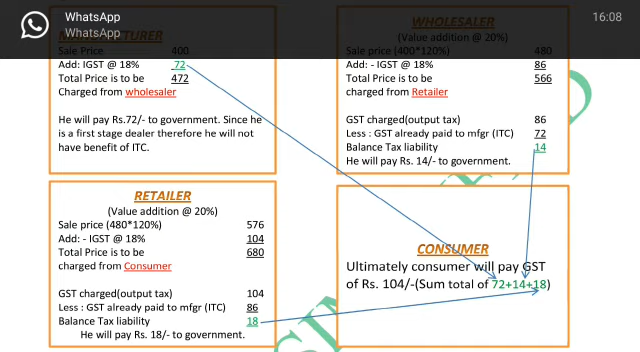 WhatsApp
WhatsApp
16:08
MANUFACTURER
Sale Price 400
Add: IGST @ 18% 72
Total Price is to be 472
Charged from wholesaler
He will pay Rs.72/- to government. Since he
is a first stage dealer therefore he will not
have benefit of ITC.
WHOLESALER
(Value addition @ 20%)
Sale price (400*120%) 480
Add: - IGST @ 18% 86
Total Price is to be 566
charged from Retailer
GST charged(output tax) 86
Less : GST already paid to mfgr (ITC) 72
Balance Tax liability 14
He will pay Rs. 14/- to government.
RETAILER
(Value addition @ 20%)
Sale price (480*120%) 576
Add: - IGST @ 18% 104
Total Price is to be 680
charged from Consumer
GST charged(output tax) 104
Less : GST already paid to mfgr (ITC) 86
Balance Tax liability 18
He will pay Rs. 18/- to government.
CONSUMER
Ultimately consumer will pay GST
of Rs. 104/-(Sum total of 72+14+18)